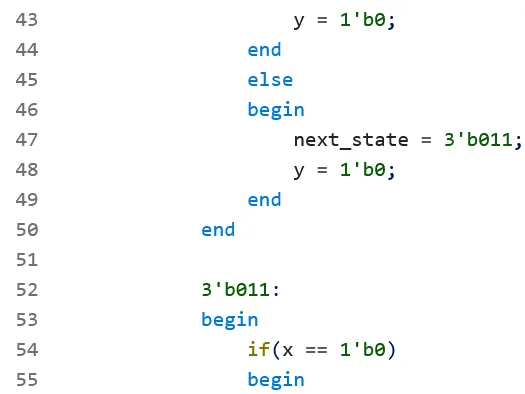 43 y = 1'b0;
44 end
45 else
46 begin
47 next_state = 3'b011;
48 y = 1'b0;
49 end
50 end
51
52 3'b011:
53 begin
54 if(x == 1'b0)
55 begin